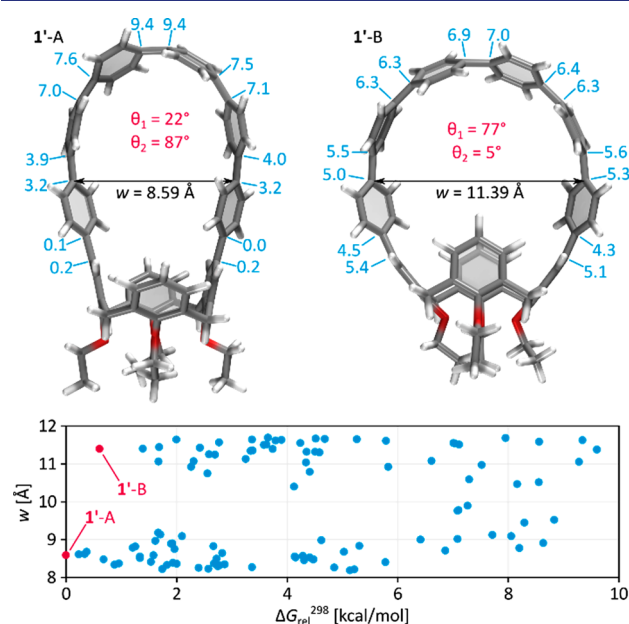 1'-A
9.4 9.4
7.6
7.5
7.0
7.1
θ1 = 22°
θ2 = 87°
3.9
4.0
3.2
3.2
w = 8.59 Å
0.1
0.0
0.2
0.2
1'-B
6.9 7.0
6.3
6.4
6.3
6.3
θ1 = 77°
θ2 = 5°
5.5
5.6
5.0
5.3
w = 11.39 Å
4.5
4.3
5.4
5.1
12
11
10
9
8
w [Å]
1'-B
1'-A
0 2 4 6 8 10
ΔGrel298 [kcal/mol]